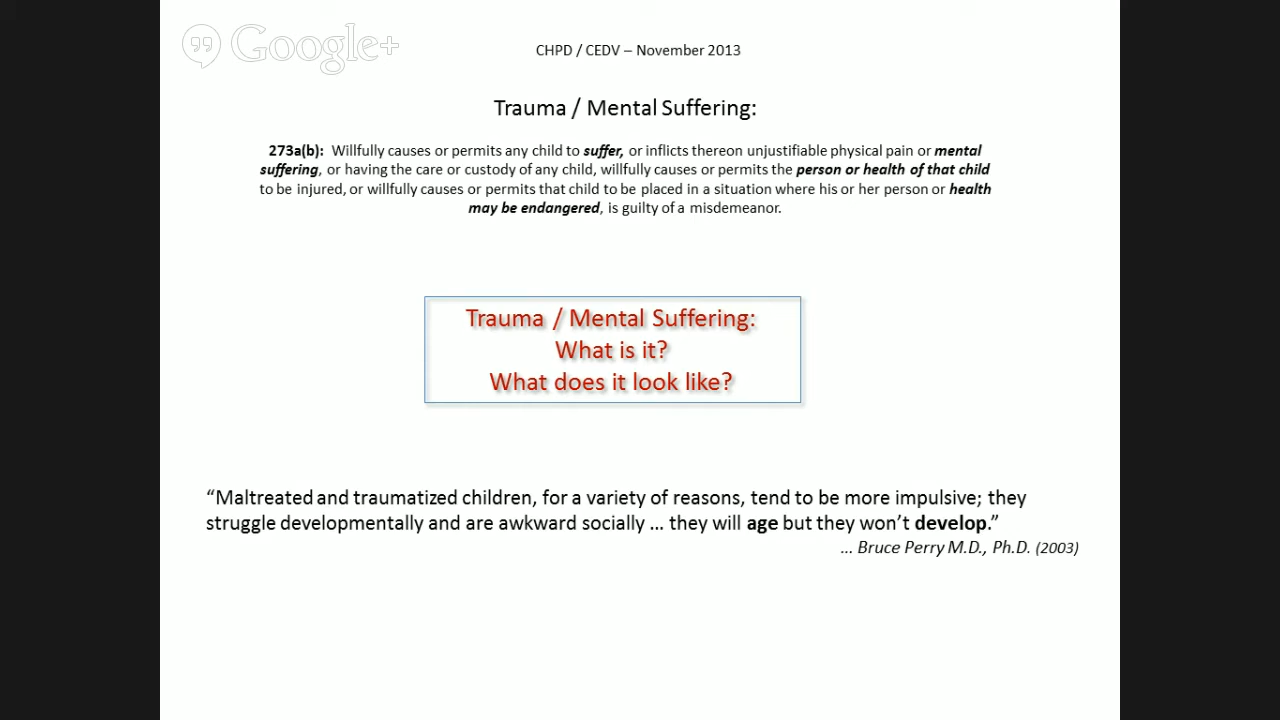 Google+
CHPD / CEDV – November 2013
Trauma / Mental Suffering:
273a(b): Willfully causes or permits any child to suffer, or inflicts thereon unjustifiable physical pain or mental
suffering, or having the care or custody of any child, willfully causes or permits the person or health of that child
to be injured, or willfully causes or permits that child to be placed in a situation where his or her person or health
may be endangered, is guilty of a misdemeanor.
Trauma / Mental Suffering:
What is it?
What does it look like?
“Maltreated and traumatized children, for a variety of reasons, tend to be more impulsive; they
struggle developmentally and are awkward socially ... they will age but they won’t develop.”
... Bruce Perry M.D., Ph.D. (2003)